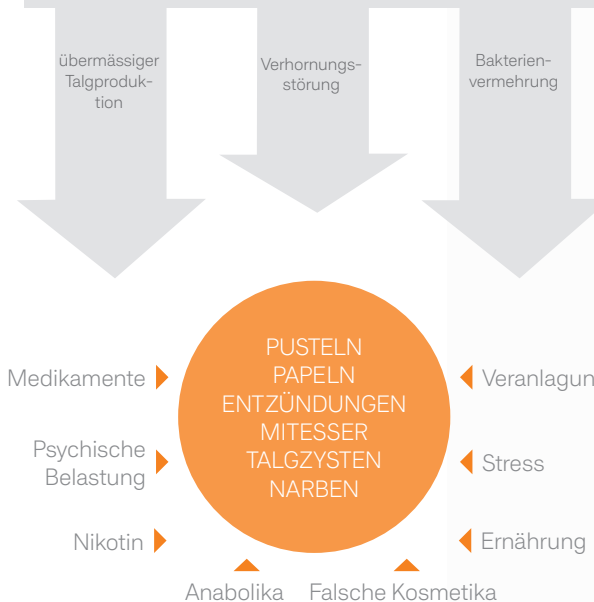 übermässiger
Talgproduk-
tion
Verhornungs-
störung
Bakterien-
vermehrung
PUSTELN
PAPELN
ENTZÜNDUNGEN
MITESSER
TALGZYSTEN
NARBEN
Medikamente
Psychische
Belastung
Nikotin
Anabolika
Falsche Kosmetika
Veranlagun
Stress
Ernährung